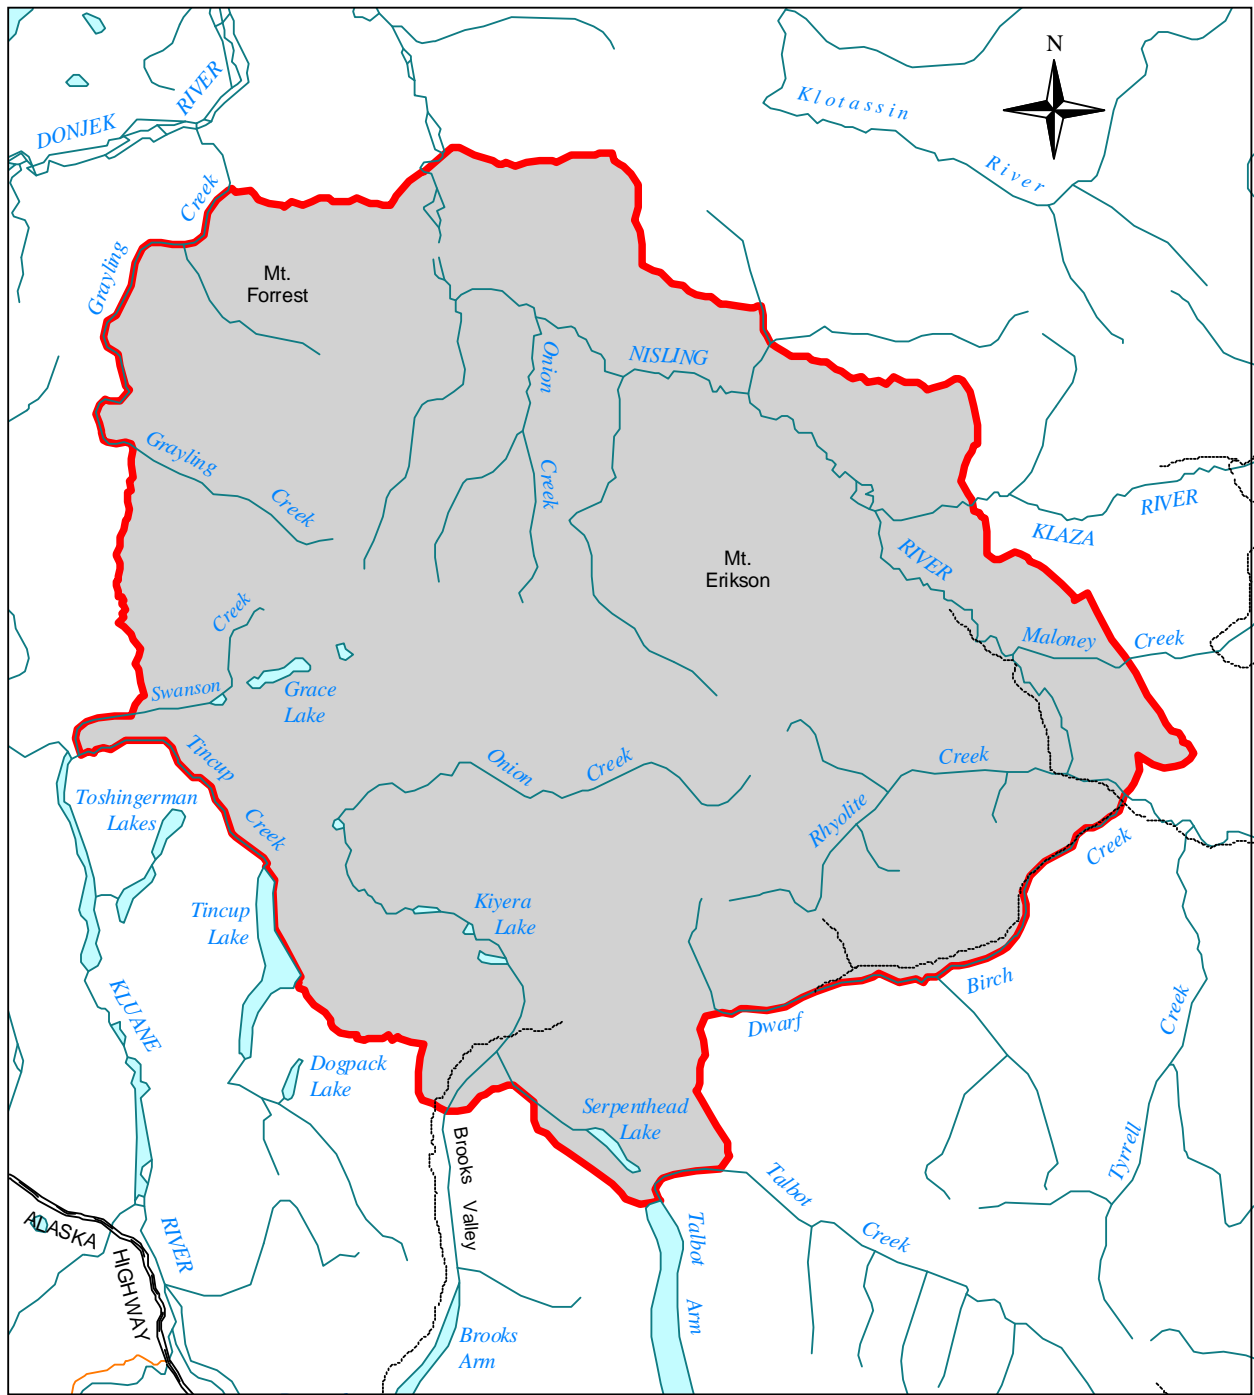 N
DONJEK
RIVER
Klotassin
River
Creek
Grayling
Mt.
Forrest
Onion
Creek
NISLING
RIVER
Grayling
Creek
KLAZA
RIVER
Mt.
Erikson
Creek
Swanson
Grace
Lake
Maloney
Creek
Tincup
Creek
Onion
Creek
Creek
Rhyolite
Toshingerman
Lakes
Creek
Tincup
Lake
Kiyera
Lake
KLUANE
Birch
Dwarf
Creek
Dogpack
Lake
Serpenthead
Lake
Brooks
Valley
Tyrrell
Talbot
Creek
Talbot
Arm
ALASKA
HIGHWAY
RIVER
Brooks
Arm